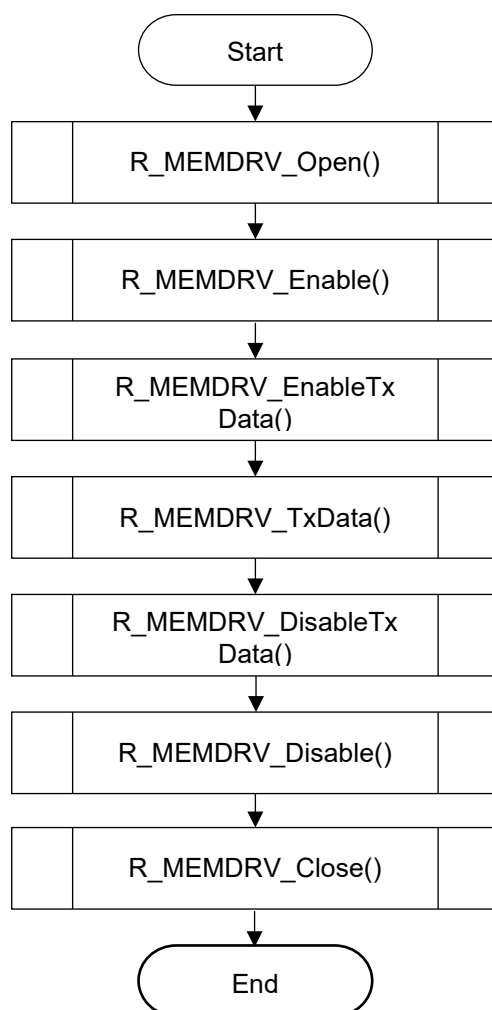 Start
R_MEMDRV_Open()
R_MEMDRV_Enable()
R_MEMDRV_EnableTx
Data()
R_MEMDRV_TxData()
R_MEMDRV_DisableTx
Data()
R_MEMDRV_Disable()
R_MEMDRV_Close()
End